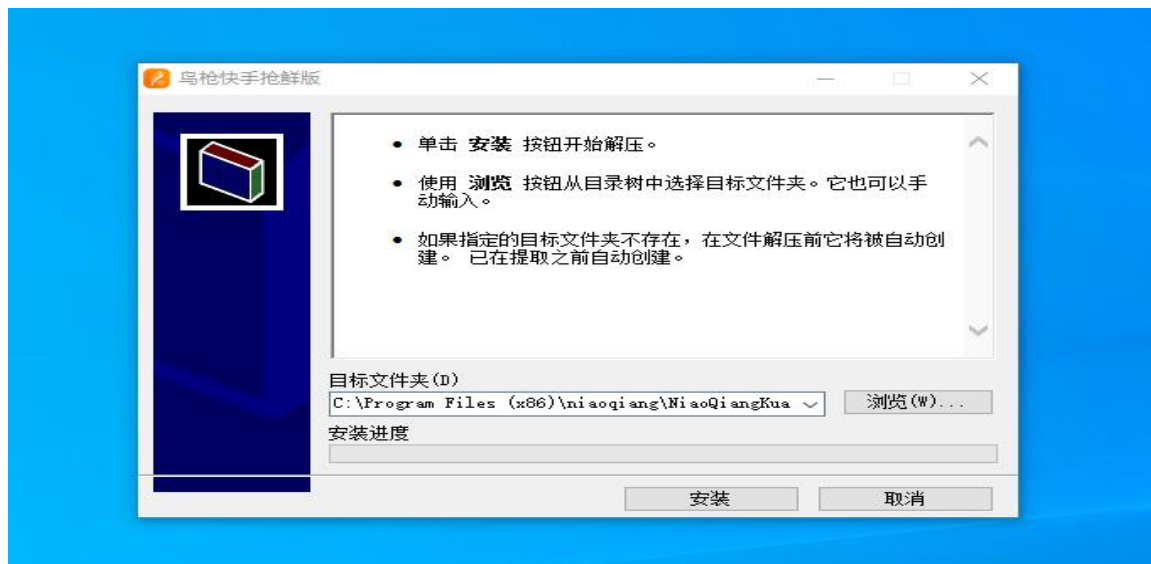 鸟枪快手抢鲜版
单击 安装 按钮开始解压。
使用 浏览 按钮从目录树中选择目标文件夹。它也可以手
动输入。
如果指定的目标文件夹不存在，在文件解压前它将被自动创
建。 已在提取之前自动创建。
目标文件夹(D)
C:\Program Files (x86)\niaoqiang\NiaoQiangKua
浏览(W)...
安装进度
安装
取消